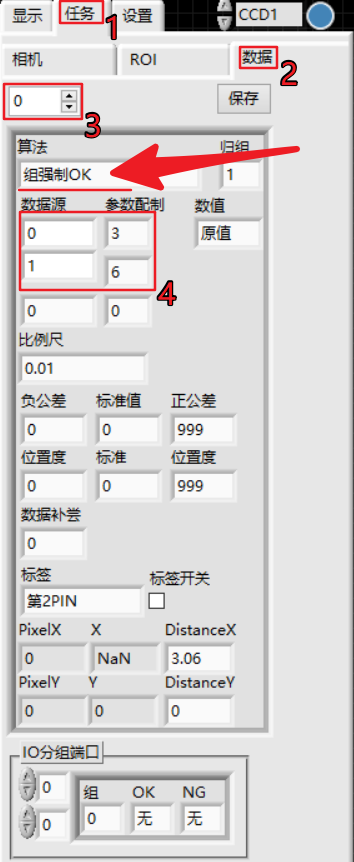 显示 任务 设置 CCD1
1
相机 ROI 数据
2
0 保存
3
算法 归组
组强制OK 1
数据源 参数配制 数值
0 3 原值
1 6
4
0 0
比例尺
0.01
负公差 标准值 正公差
0 0 999
位置度 标准 位置度
0 0 999
数据补尝
0
标签 标签开关
第2PIN
PixelX X DistanceX
0 NaN 3.06
PixelY Y DistanceY
0 0 0
IO分组端口
0 组 OK NG
0 0 无 无